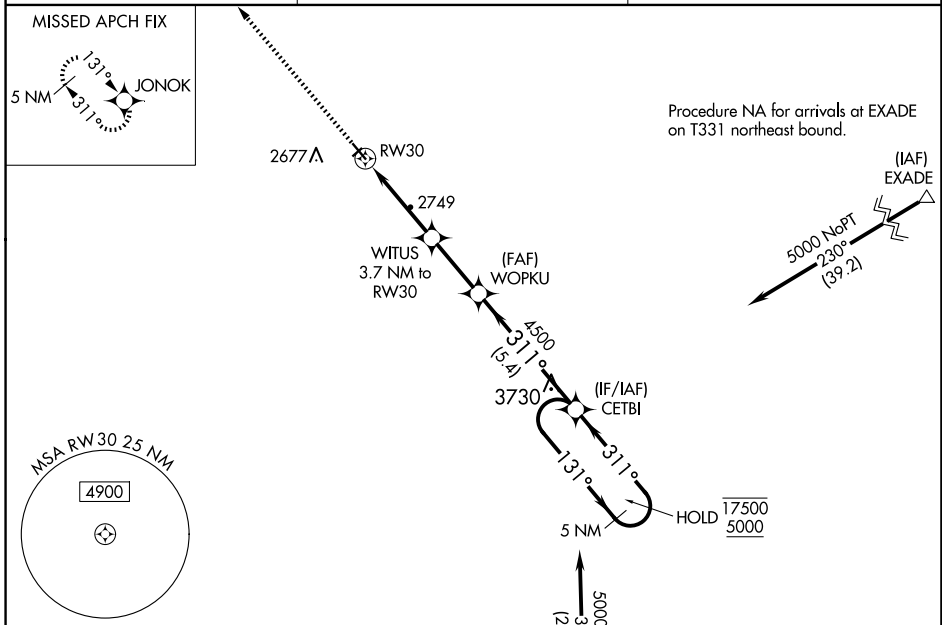 MISSED APCH FIX
131°
JONOK
5 NM
311°
Procedure NA for arrivals at EXADE
on T331 northeast bound.
(IAF)
EXADE
5000 NoPT
230°
(39.2)
2677
RW30
2749
WITUS
3.7 NM to
RW30
(FAF)
WOPKU
4500
311°
(5.4)
3730
(IF/IAF)
CETBI
131°
311°
HOLD
17500
5000
5 NM
MSA RW30 25 NM
4900
5000